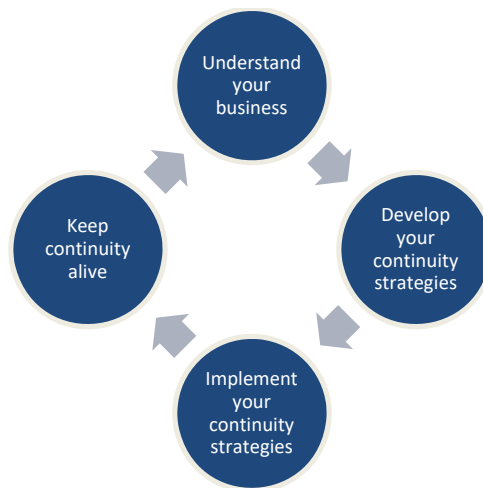 Understand
your
business
Develop
your
continuity
strategies
Implement
your
continuity
strategies
Keep
continuity
alive